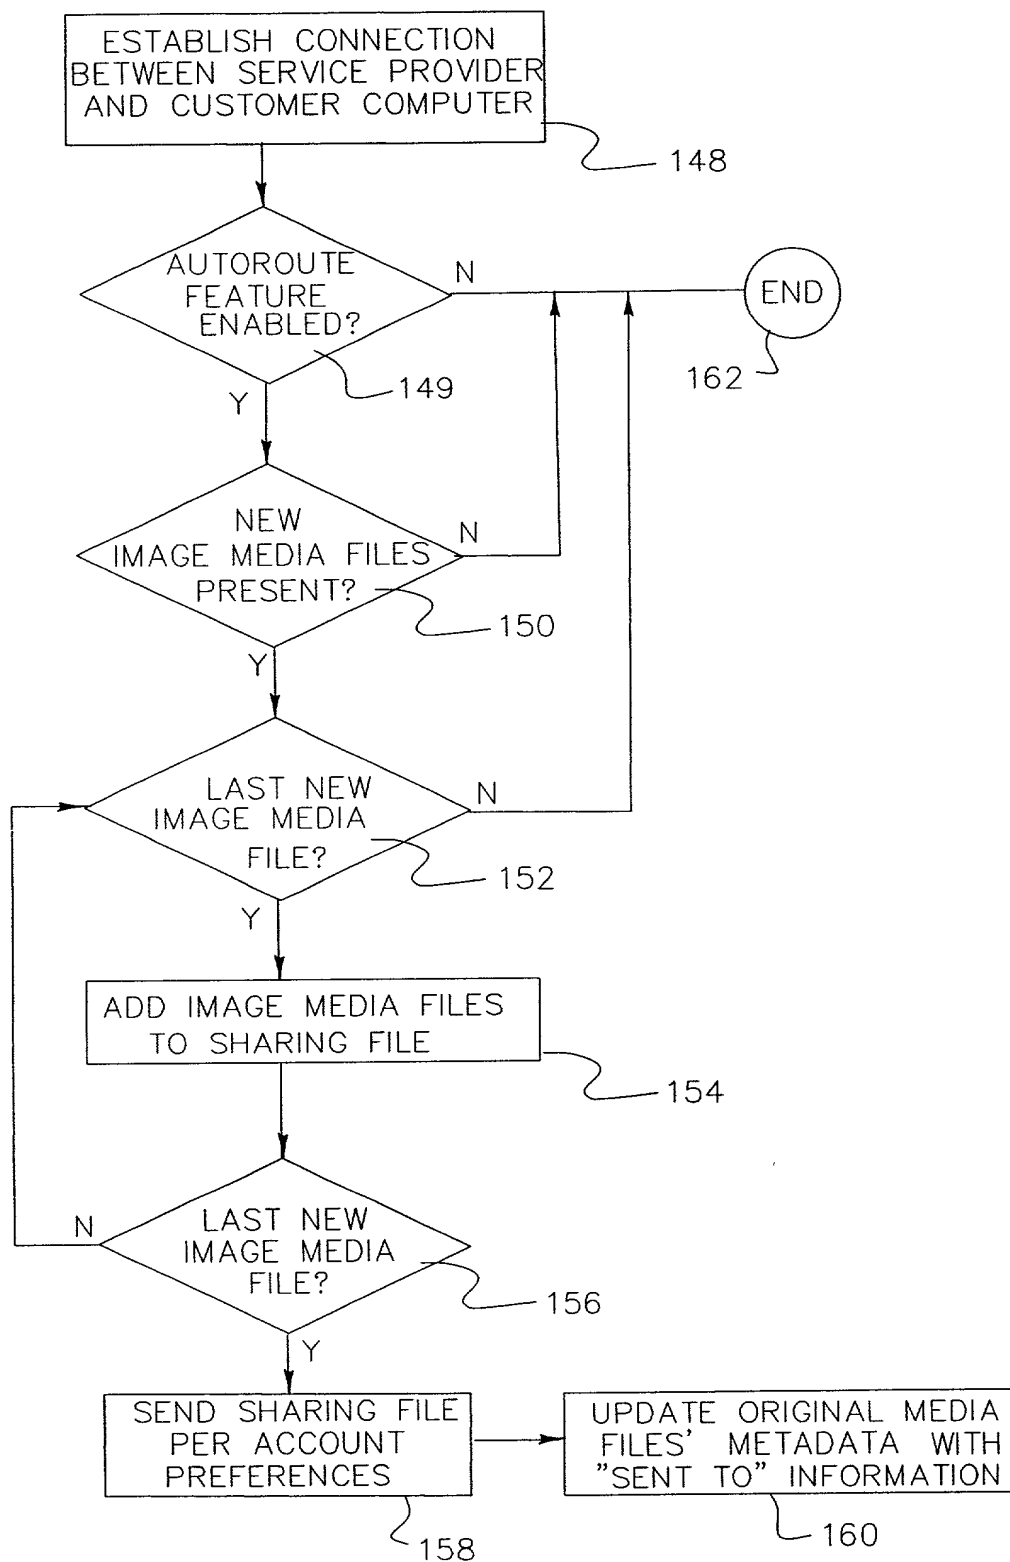 ESTABLISH CONNECTION
BETWEEN SERVICE PROVIDER
AND CUSTOMER COMPUTER
148
AUTOROUTE
FEATURE
ENABLED?
N
END
149
162
Y
NEW
IMAGE MEDIA FILES
PRESENT?
N
150
Y
LAST NEW
IMAGE MEDIA
FILE?
N
152
Y
ADD IMAGE MEDIA FILES
TO SHARING FILE
154
N
LAST NEW
IMAGE MEDIA
FILE?
156
Y
SEND SHARING FILE
PER ACCOUNT
PREFERENCES
158
UPDATE ORIGINAL MEDIA
FILES' METADATA WITH
"SENT TO" INFORMATION
160